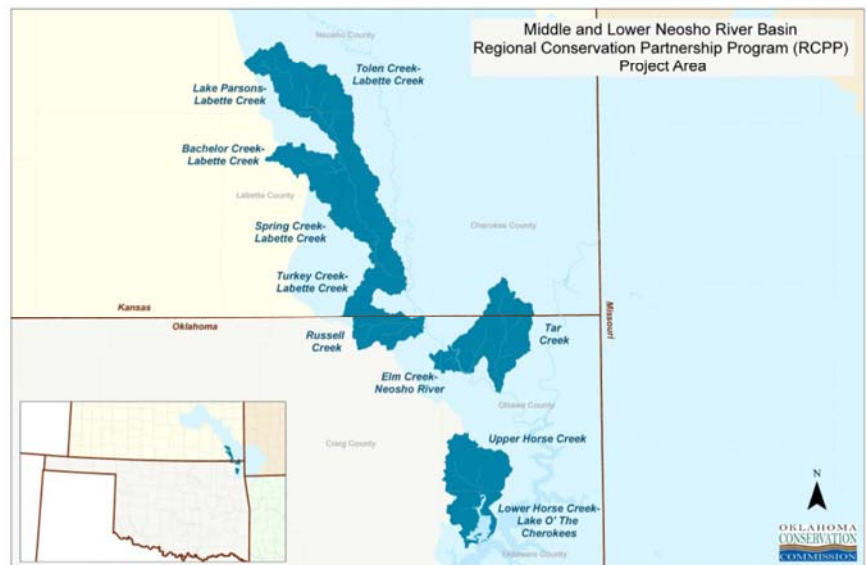 Middle and Lower Neosho River Basin
Regional Conservation Partnership Program (RCPP)
Project Area
Neosho County
Tolen Creek-
Labette Creek
Lake Parsons-
Labette Creek
Bachelor Creek-
Labette Creek
Labette County
Spring Creek-
Labette Creek
Cherokee County
Turkey Creek-
Labette Creek
Kansas
Oklahoma
Missouri
Russell
Creek
Tar
Creek
Elm Creek-
Neosho River
Ottawa County
Craig County
Upper Horse Creek
Lower Horse Creek-
Lake O' The
Cherokees
Delaware County
N
OKLAHOMA
CONSERVATION
COMMISSION